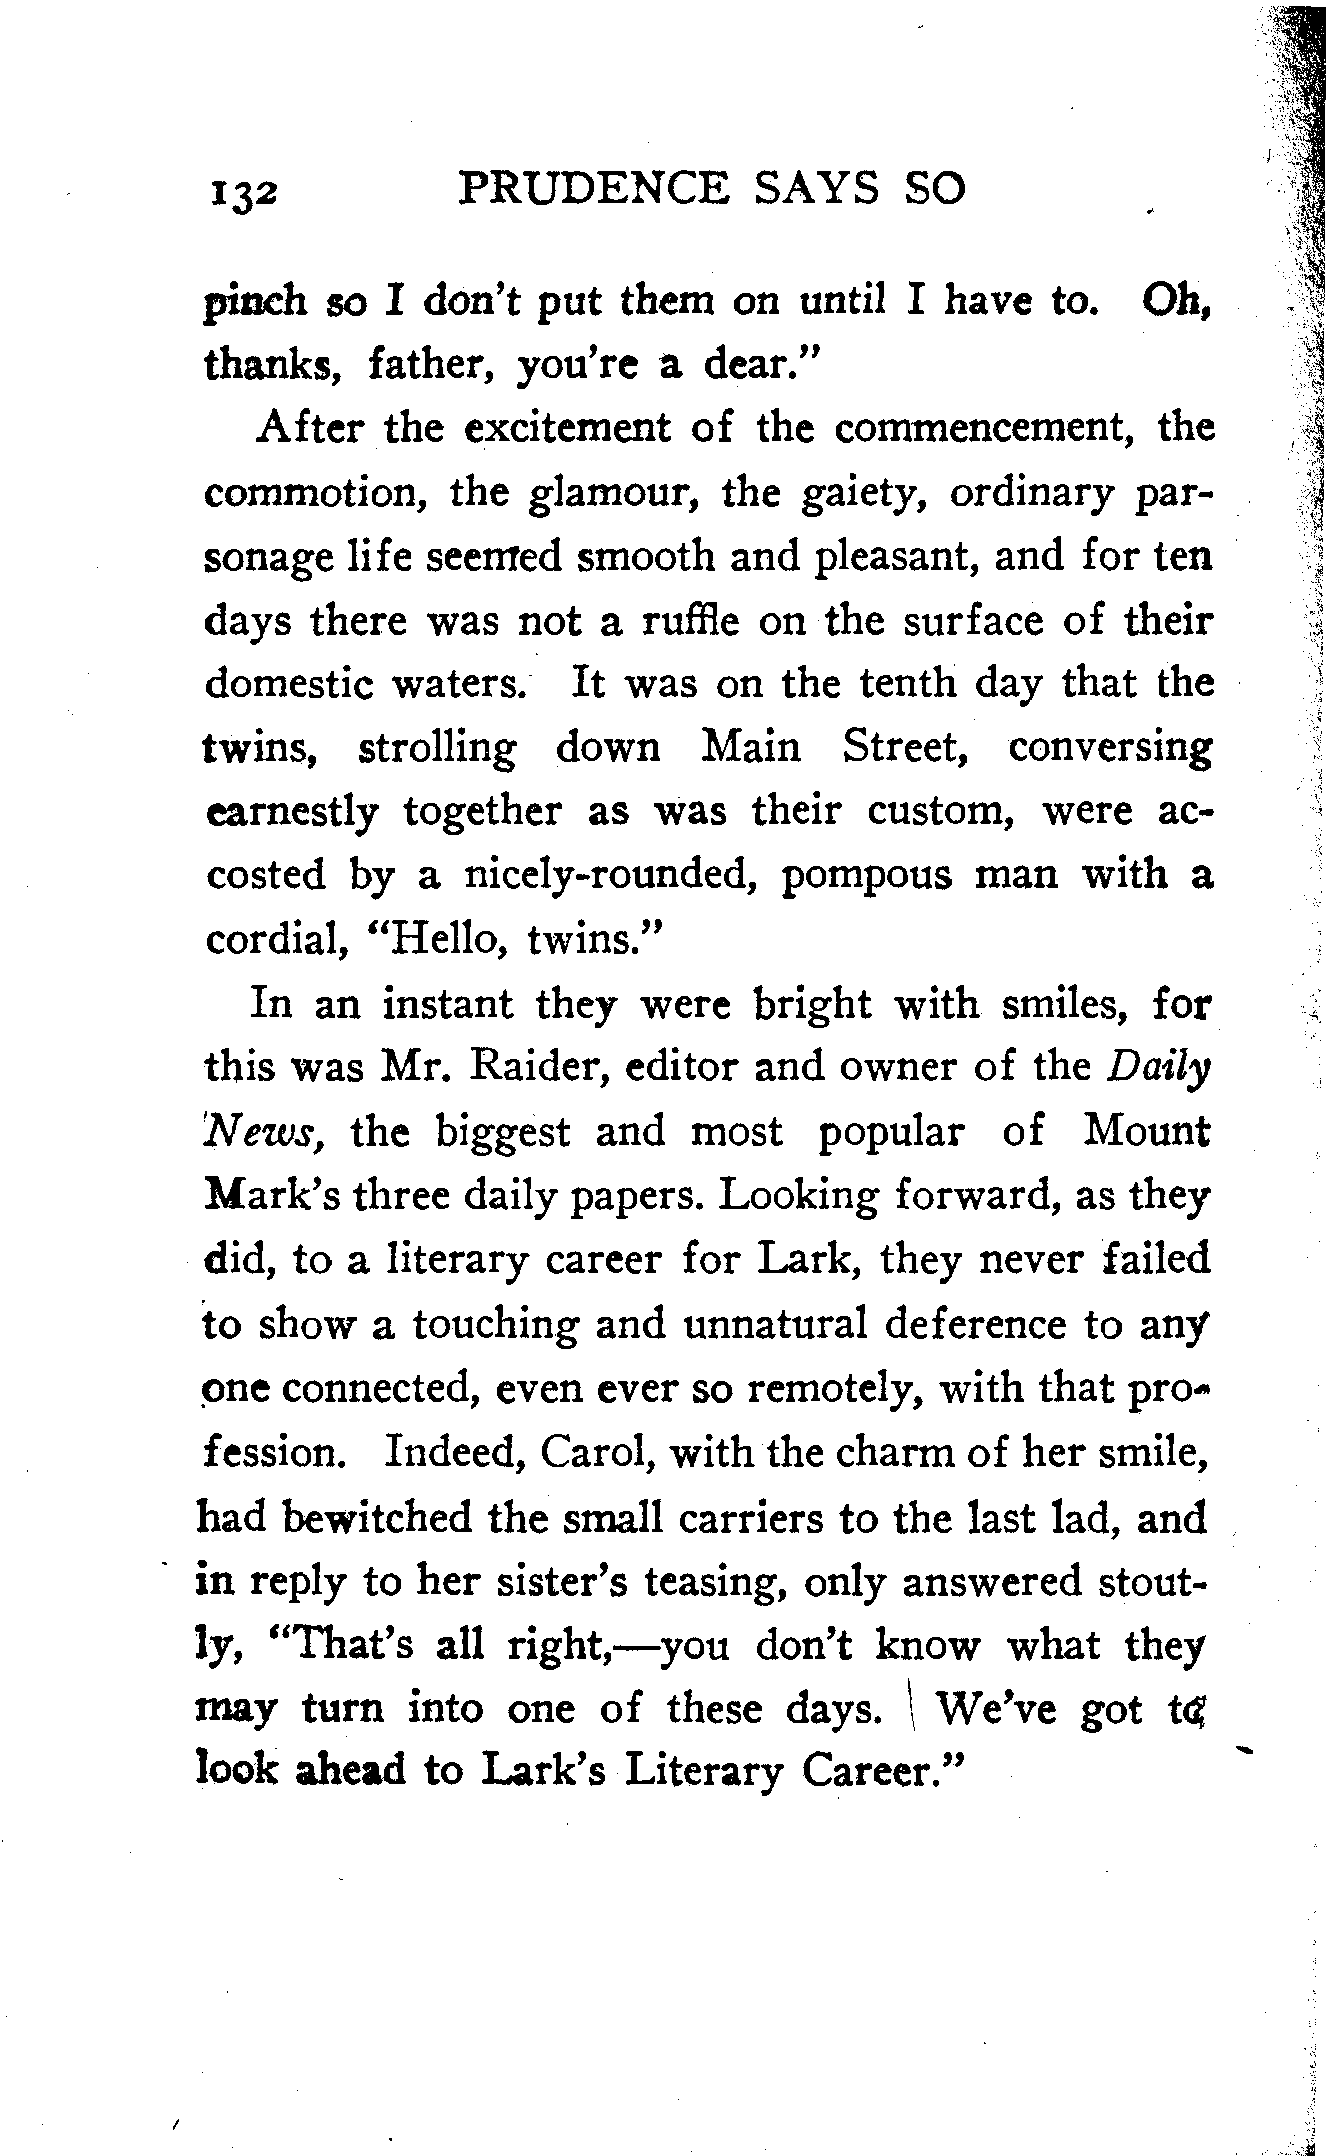 132 PRUDENCE SAYS SO
pinch so I don't put them on until I have to. Oh,
thanks, father, you're a dear."
After the excitement of the commencement, the
commotion, the glamour, the gaiety, ordinary par-
sonage life seemed smooth and pleasant, and for ten
days there was not a ruffle on the surface of their
domestic waters. It was on the tenth day that the
twins, strolling down Main Street, conversing
earnestly together as was their custom, were ac-
costed by a nicely-rounded, pompous man with a
cordial, "Hello, twins."
In an instant they were bright with smiles, for
this was Mr. Raider, editor and owner of the Daily
News, the biggest and most popular of Mount
Mark's three daily papers. Looking forward, as they
did, to a literary career for Lark, they never failed
to show a touching and unnatural deference to any
one connected, even ever so remotely, with that pro-
fession. Indeed, Carol, with the charm of her smile,
had bewitched the small carriers to the last lad, and
in reply to her sister's teasing, only answered stout-
ly, "That's all right,—you don't know what they
may turn into one of these days. We've got to
look ahead to Lark's Literary Career."